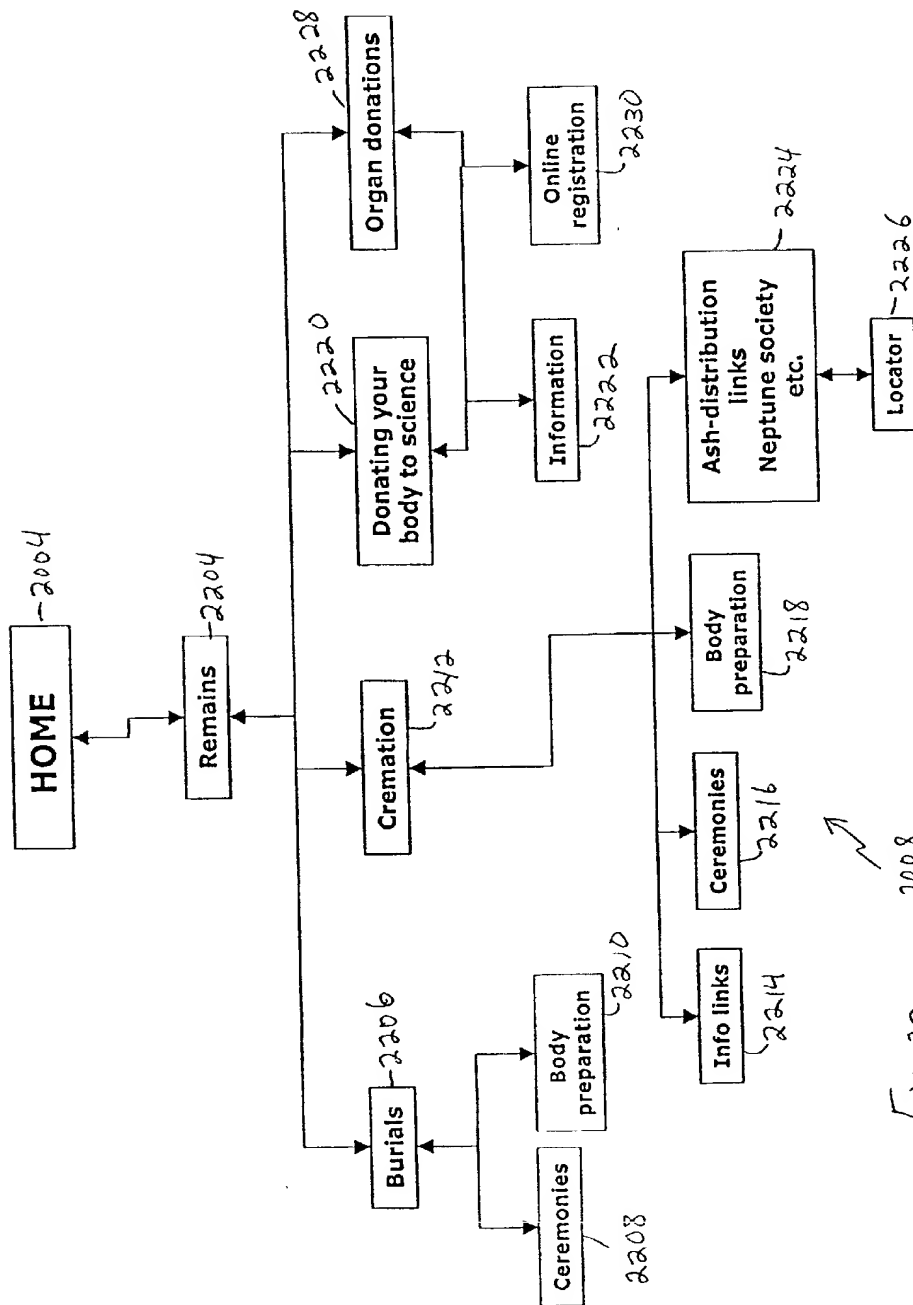 HOME
2004
Remains
2204
Burials
2206
Cremation
2212
Donating your
body to science
2220
Organ donations
2228
Ceremonies
2208
Body
preparation
2210
Information
2222
Online
registration
2230
Info links
2214
Ceremonies
2216
Body
preparation
2218
Ash-distribution
links
Neptune society
etc.
2224
Locator
2226
2008